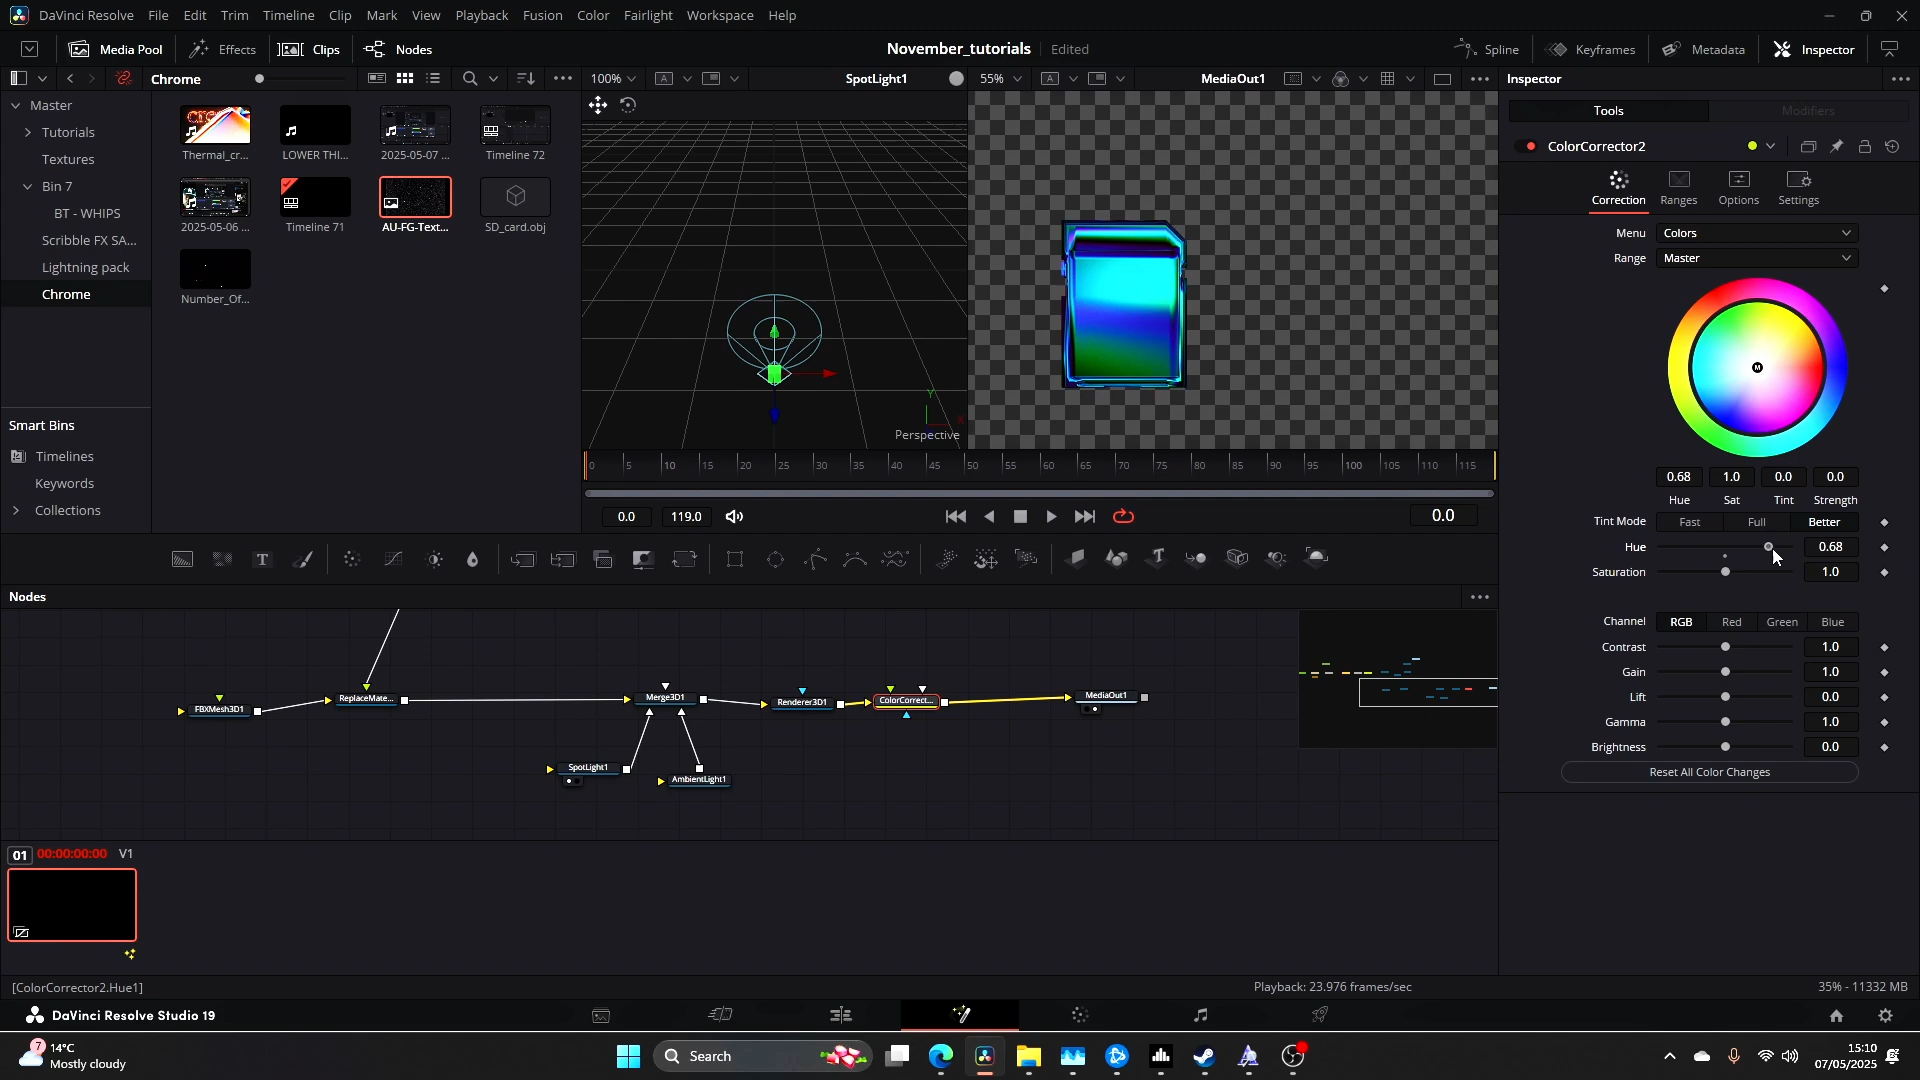 DaVinci Resolve File Edit Trim Timeline Clip Mark View Playback Fusion Color Fairlight Workspace Help
Media Pool Effects Clips Nodes November_tutorials Edited Spline Keyframes Metadata Inspector
Chrome 100% SpotLight1 55% MediaOut1 Inspector
Master
Tutorials
Textures
Bin 7
BT - WHIPS
Scribble FX SA...
Lightning pack
Chrome
Smart Bins
Timelines
Keywords
Collections
Thermal_cr... LOWER THI... 2025-05-07 ... Timeline 72
2025-05-06 ... Timeline 71 AU-FG-Text... SD_card.obj
Number_Of...
Y
X
Perspective
0 5 10 15 20 25 30 35 40 45 50 55 60 65 70 75 80 85 90 95 100 105 110 115
0.0 119.0 0.0
Tools Modifiers
ColorCorrector2
Correction Ranges Options Settings
Menu Colors
Range Master
M
0.68 1.0 0.0 0.0
Hue Sat Tint Strength
Tint Mode Fast Full Better
Hue 0.68
Saturation 1.0
Channel RGB Red Green Blue
Contrast 1.0
Gain 1.0
Lift 0.0
Gamma 1.0
Brightness 0.0
Reset All Color Changes
Nodes
FBXMesh3D1 ReplaceMate... Merge3D1 Renderer3D1 ColorCorrect... MediaOut1
SpotLight1 AmbientLight1
01 00:00:00:00 V1
[ColorCorrector2.Hue1] Playback: 23.976 frames/sec 35% - 11332 MB
DaVinci Resolve Studio 19
7 14°C
Mostly cloudy
Search
15:10
07/05/2025